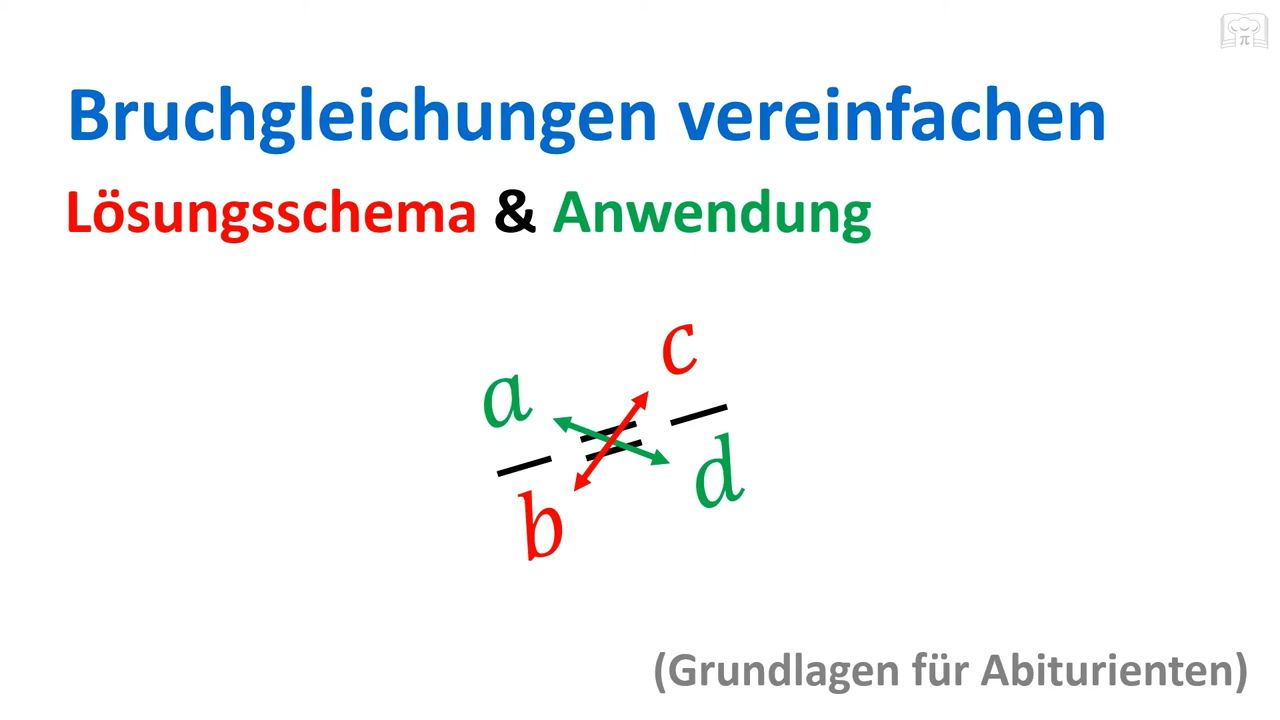 Bruchgleichungen vereinfachen
Lösungsschema & Anwendung
a/b = c/d
(Grundlagen für Abiturienten)
π